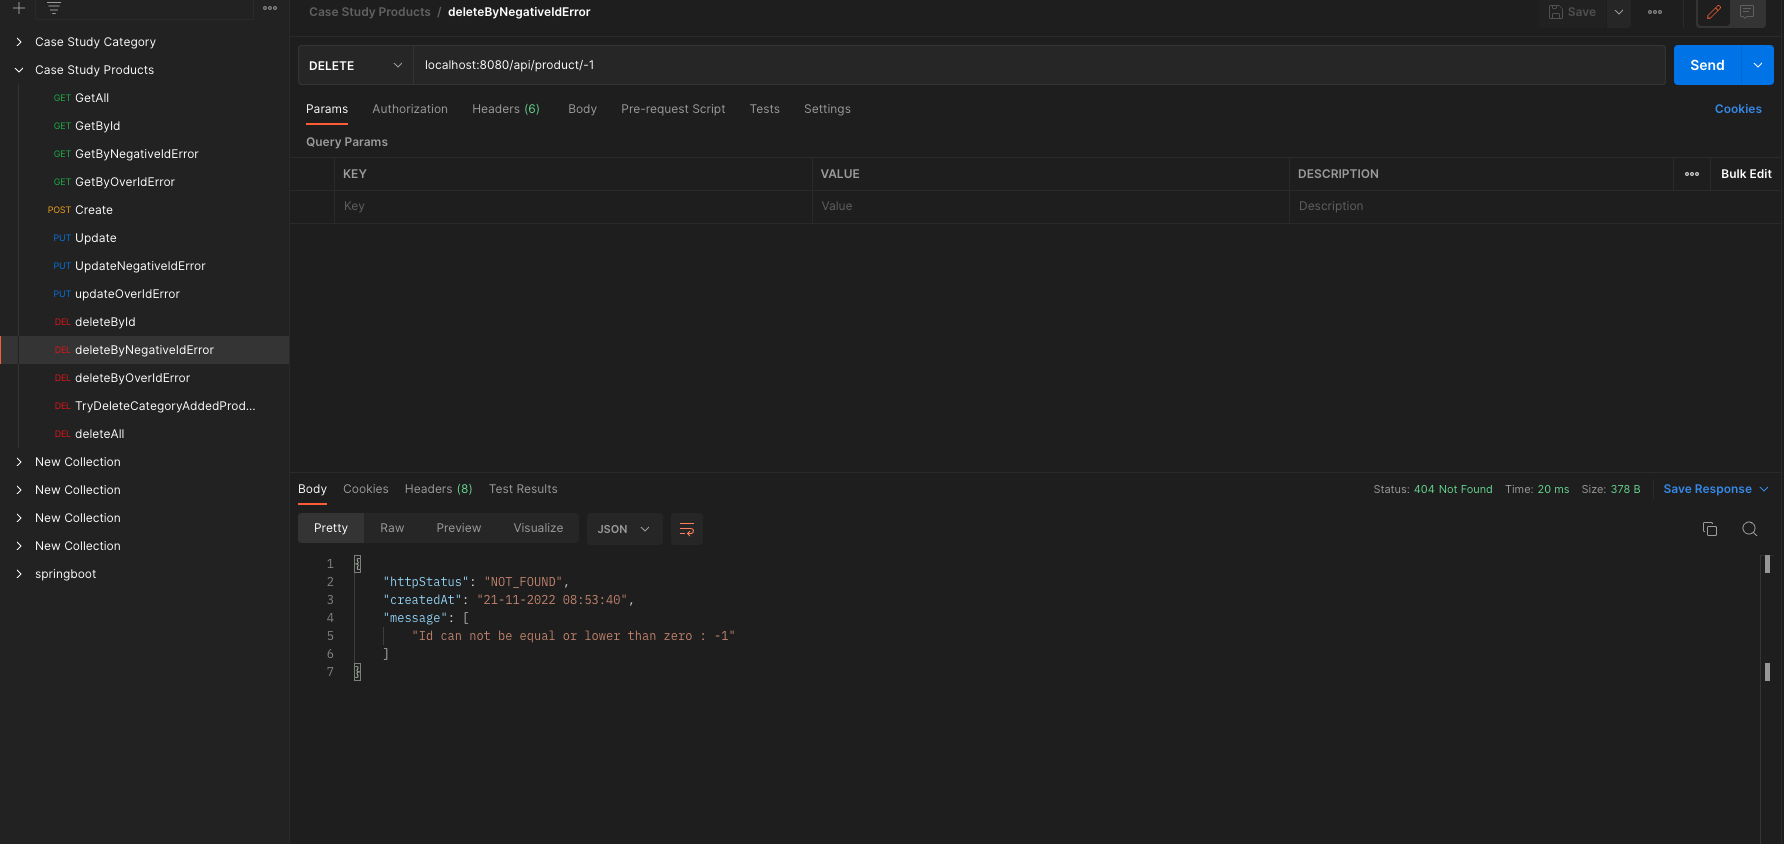 Case Study Category
Case Study Products
GET GetAll
GET GetById
GET GetByNegativeIdError
GET GetByOverIdError
POST Create
PUT Update
PUT UpdateNegativeIdError
PUT updateOverIdError
DEL deleteById
DEL deleteByNegativeIdError
DEL deleteByOverIdError
DEL TryDeleteCategoryAddedProd...
DEL deleteAll
New Collection
New Collection
New Collection
New Collection
springboot
Case Study Products / deleteByNegativeIdError
Save
DELETE localhost:8080/api/product/-1 Send
Params Authorization Headers (6) Body Pre-request Script Tests Settings Cookies
Query Params
KEY VALUE DESCRIPTION Bulk Edit
Key Value Description
Body Cookies Headers (8) Test Results Status: 404 Not Found Time: 20 ms Size: 378 B Save Response
Pretty Raw Preview Visualize JSON
1 {
2 "httpStatus": "NOT_FOUND",
3 "createdAt": "21-11-2022 08:53:40",
4 "message": [
5 "Id can not be equal or lower than zero : -1"
6 ]
7 }